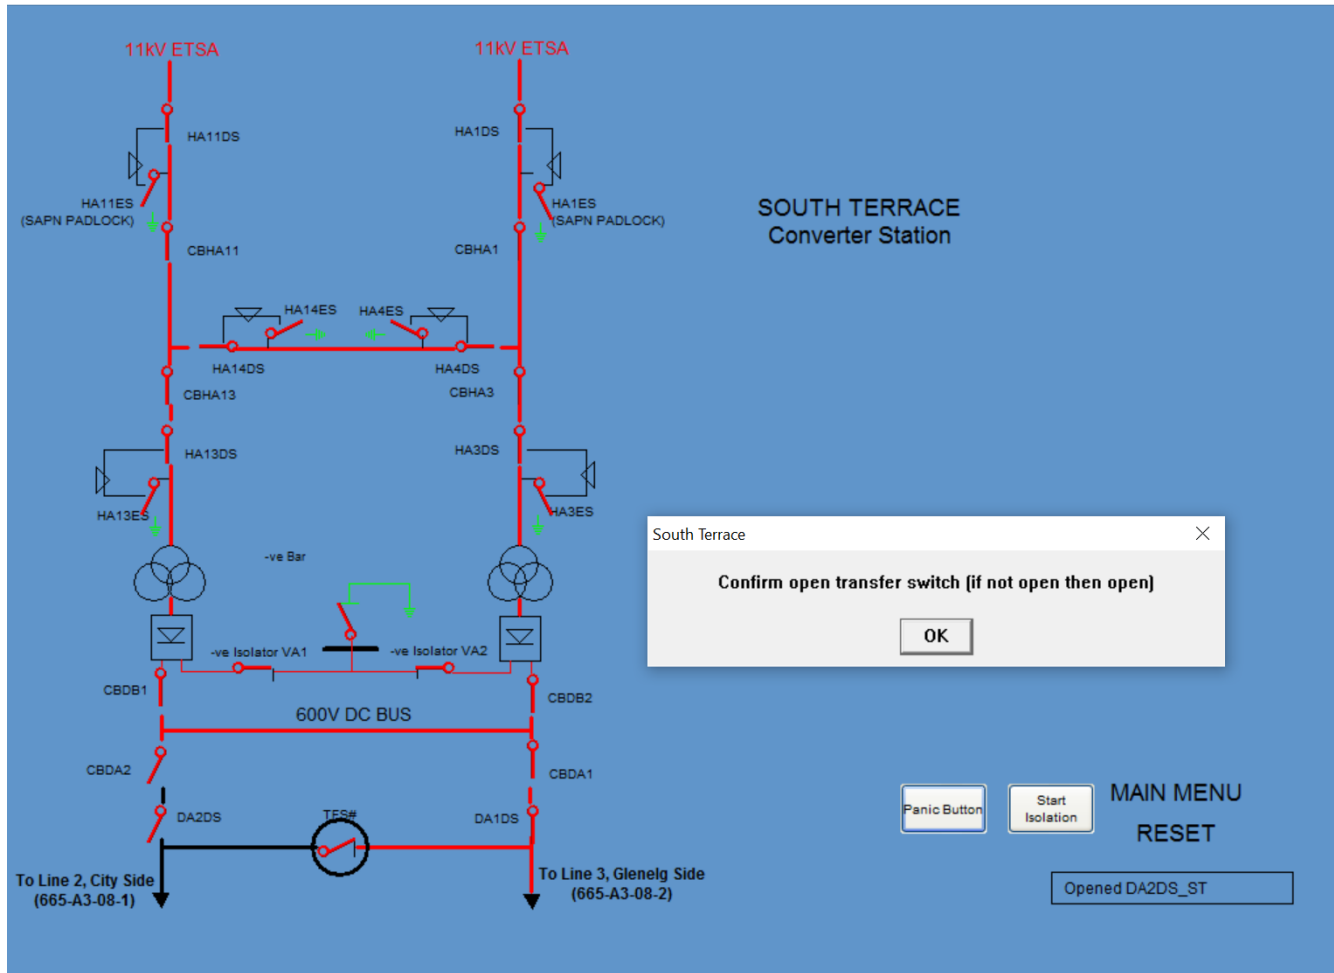 11kV ETSA
11kV ETSA
HA11DS
HA1DS
HA11ES
(SAPN PADLOCK)
HA1ES
(SAPN PADLOCK)
SOUTH TERRACE
Converter Station
CBHA11
CBHA1
HA14ES
HA4ES
HA14DS
HA4DS
CBHA13
CBHA3
HA13DS
HA3DS
HA13ES
HA3ES
South Terrace
Confirm open transfer switch (if not open then open)
OK
-ve Bar
-ve Isolator VA1
-ve Isolator VA2
CBDB1
CBDB2
600V DC BUS
CBDA2
CBDA1
DA2DS
TFS#
DA1DS
To Line 2, City Side
(665-A3-08-1)
To Line 3, Glenelg Side
(665-A3-08-2)
Panic Button
Start
Isolation
MAIN MENU
RESET
Opened DA2DS_ST